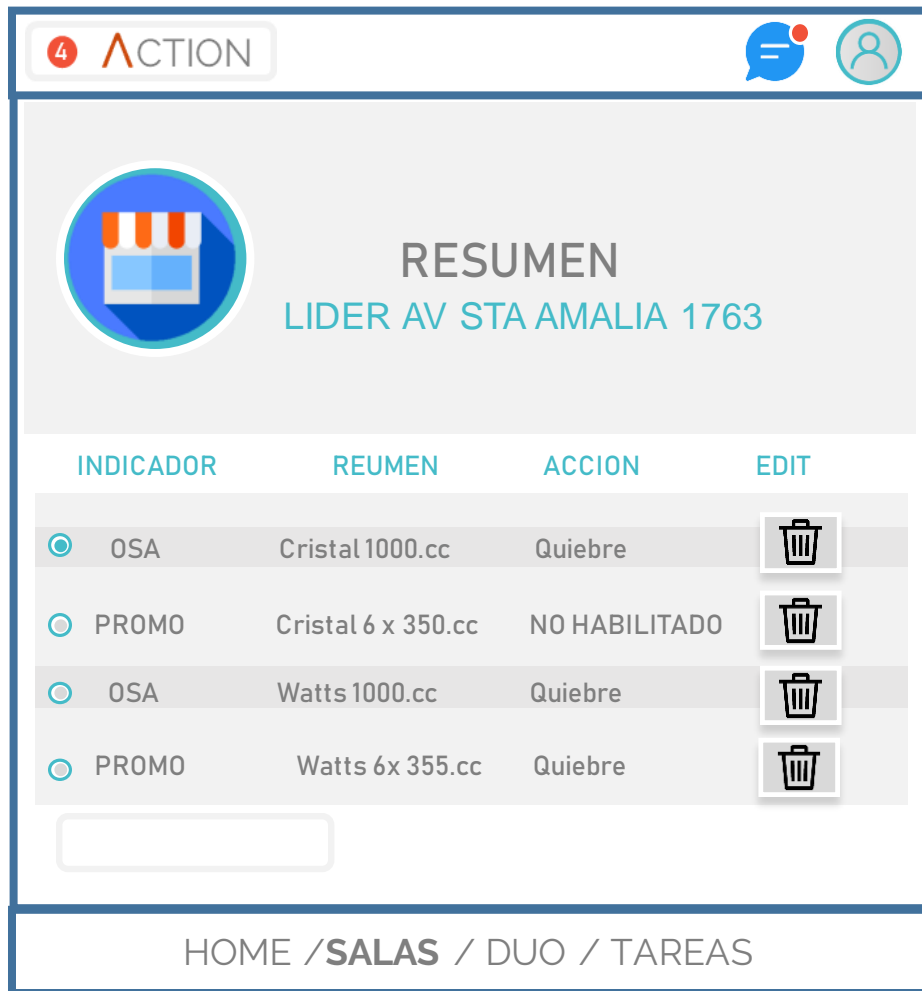 4 ACTION
RESUMEN
LIDER AV STA AMALIA 1763
INDICADOR REUMEN ACCION EDIT
OSA Cristal 1000.cc Quiebre
PROMO Cristal 6 x 350.cc NO HABILITADO
OSA Watts 1000.cc Quiebre
PROMO Watts 6x 355.cc Quiebre
HOME /SALAS / DUO / TAREAS